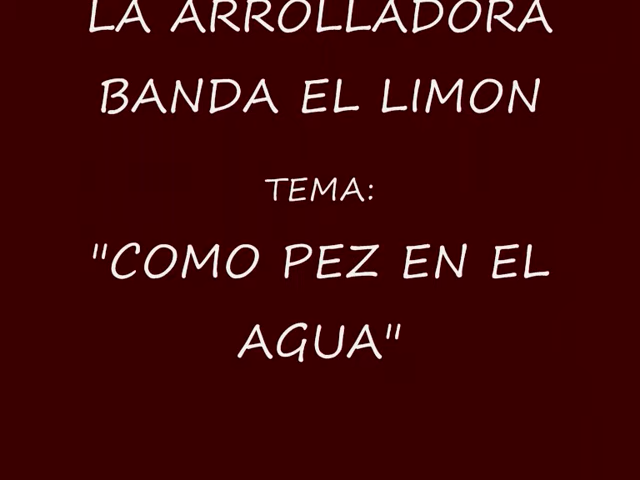 LA ARROLLADORA
BANDA EL LIMON
TEMA:
"COMO PEZ EN EL
AGUA"